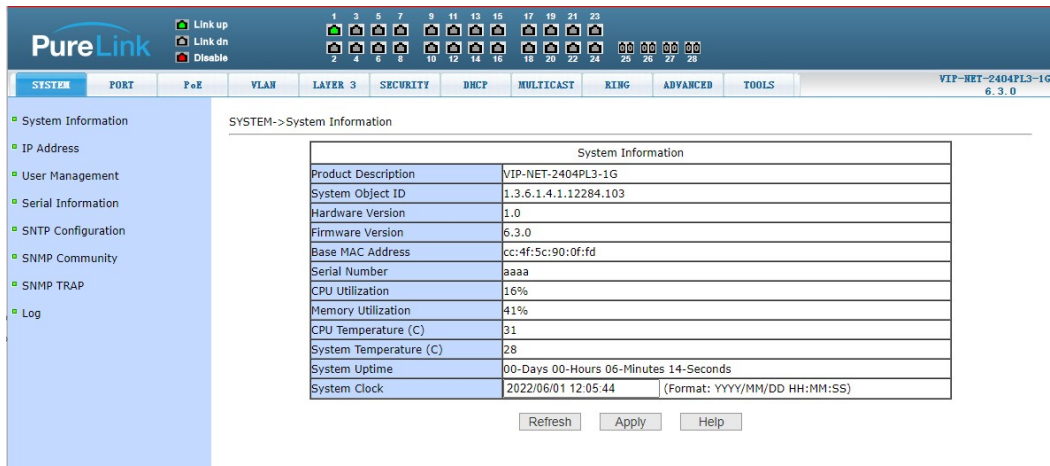 PureLink
Link up
Link dn
Disable
1 3 5 7 9 11 13 15 17 19 21 23
2 4 6 8 10 12 14 16 18 20 22 24 25 26 27 28
SYSTEM PORT PoE VLAN LAYER 3 SECURITY DHCP MULTICAST RING ADVANCED TOOLS
VIP-NET-2404PL3-1G
6.3.0
System Information
IP Address
User Management
Serial Information
SNTP Configuration
SNMP Community
SNMP TRAP
Log
SYSTEM->System Information
System Information
Product Description VIP-NET-2404PL3-1G
System Object ID 1.3.6.1.4.1.12284.103
Hardware Version 1.0
Firmware Version 6.3.0
Base MAC Address cc:4f:5c:90:0f:fd
Serial Number aaaa
CPU Utilization 16%
Memory Utilization 41%
CPU Temperature (C) 31
System Temperature (C) 28
System Uptime 00-Days 00-Hours 06-Minutes 14-Seconds
System Clock 2022/06/01 12:05:44 (Format: YYYY/MM/DD HH:MM:SS)
Refresh Apply Help